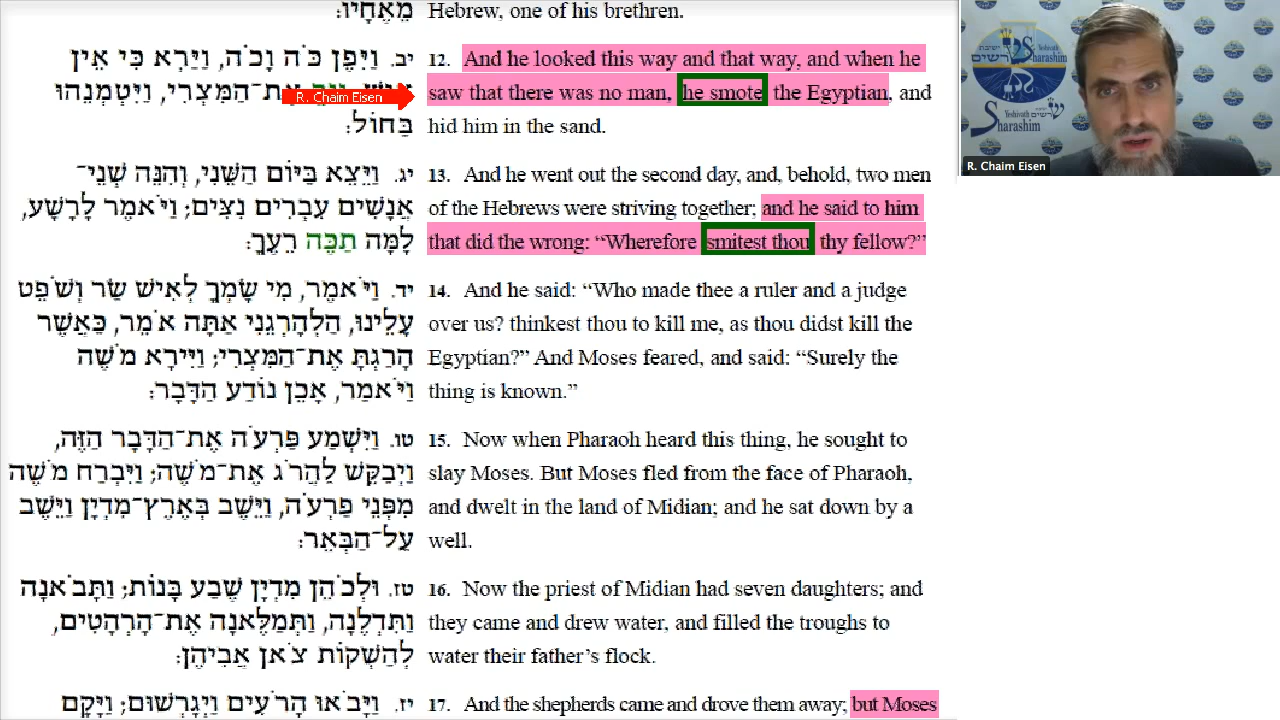 מֵאֶחָיו׃
Hebrew, one of his brethren.
יב. וַיִּפֶן כֹּה וָכֹה, וַיַּרְא כִּי אֵין
R. Chaim Eisen אֶת־הַמִּצְרִי, וַיִּטְמְנֵהוּ
בַּחוֹל׃
12. And he looked this way and that way, and when he
saw that there was no man, he smote the Egyptian, and
hid him in the sand.
יג. וַיֵּצֵא בַּיּוֹם הַשֵּׁנִי, וְהִנֵּה שְׁנֵי־
אֲנָשִׁים עִבְרִים נִצִּים; וַיֹּאמֶר לָרָשָׁע,
לָמָּה תַכֶּה רֵעֶךָ׃
13. And he went out the second day, and, behold, two men
of the Hebrews were striving together; and he said to him
that did the wrong: “Wherefore smitest thou thy fellow?”
יד. וַיֹּאמֶר, מִי שָׂמְךָ לְאִישׁ שַׂר וְשֹׁפֵט
עָלֵינוּ, הַלְהָרְגֵנִי אַתָּה אֹמֵר, כַּאֲשֶׁר
הָרַגְתָּ אֶת־הַמִּצְרִי; וַיִּירָא מֹשֶׁה
וַיֹּאמַר, אָכֵן נוֹדַע הַדָּבָר׃
14. And he said: “Who made thee a ruler and a judge
over us? thinkest thou to kill me, as thou didst kill the
Egyptian?” And Moses feared, and said: “Surely the
thing is known.”
טו. וַיִּשְׁמַע פַּרְעֹה אֶת־הַדָּבָר הַזֶּה,
וַיְבַקֵּשׁ לַהֲרֹג אֶת־מֹשֶׁה; וַיִּבְרַח מֹשֶׁה
מִפְּנֵי פַרְעֹה, וַיֵּשֶׁב בְּאֶרֶץ־מִדְיָן וַיֵּשֶׁב
עַל־הַבְּאֵר׃
15. Now when Pharaoh heard this thing, he sought to
slay Moses. But Moses fled from the face of Pharaoh,
and dwelt in the land of Midian; and he sat down by a
well.
טז. וּלְכֹהֵן מִדְיָן שֶׁבַע בָּנוֹת; וַתָּבֹאנָה
וַתִּדְלֶנָה, וַתְּמַלֶּאנָה אֶת־הָרְהָטִים,
לְהַשְׁקוֹת צֹאן אֲבִיהֶן׃
16. Now the priest of Midian had seven daughters; and
they came and drew water, and filled the troughs to
water their father’s flock.
יז. וַיָּבֹאוּ הָרֹעִים וַיְגָרְשׁוּם; וַיָּקָם
17. And the shepherds came and drove them away; but Moses
Yeshivath
Sharashim
ישיבת
שרשים
Yeshivath
Sharashim
R. Chaim Eisen